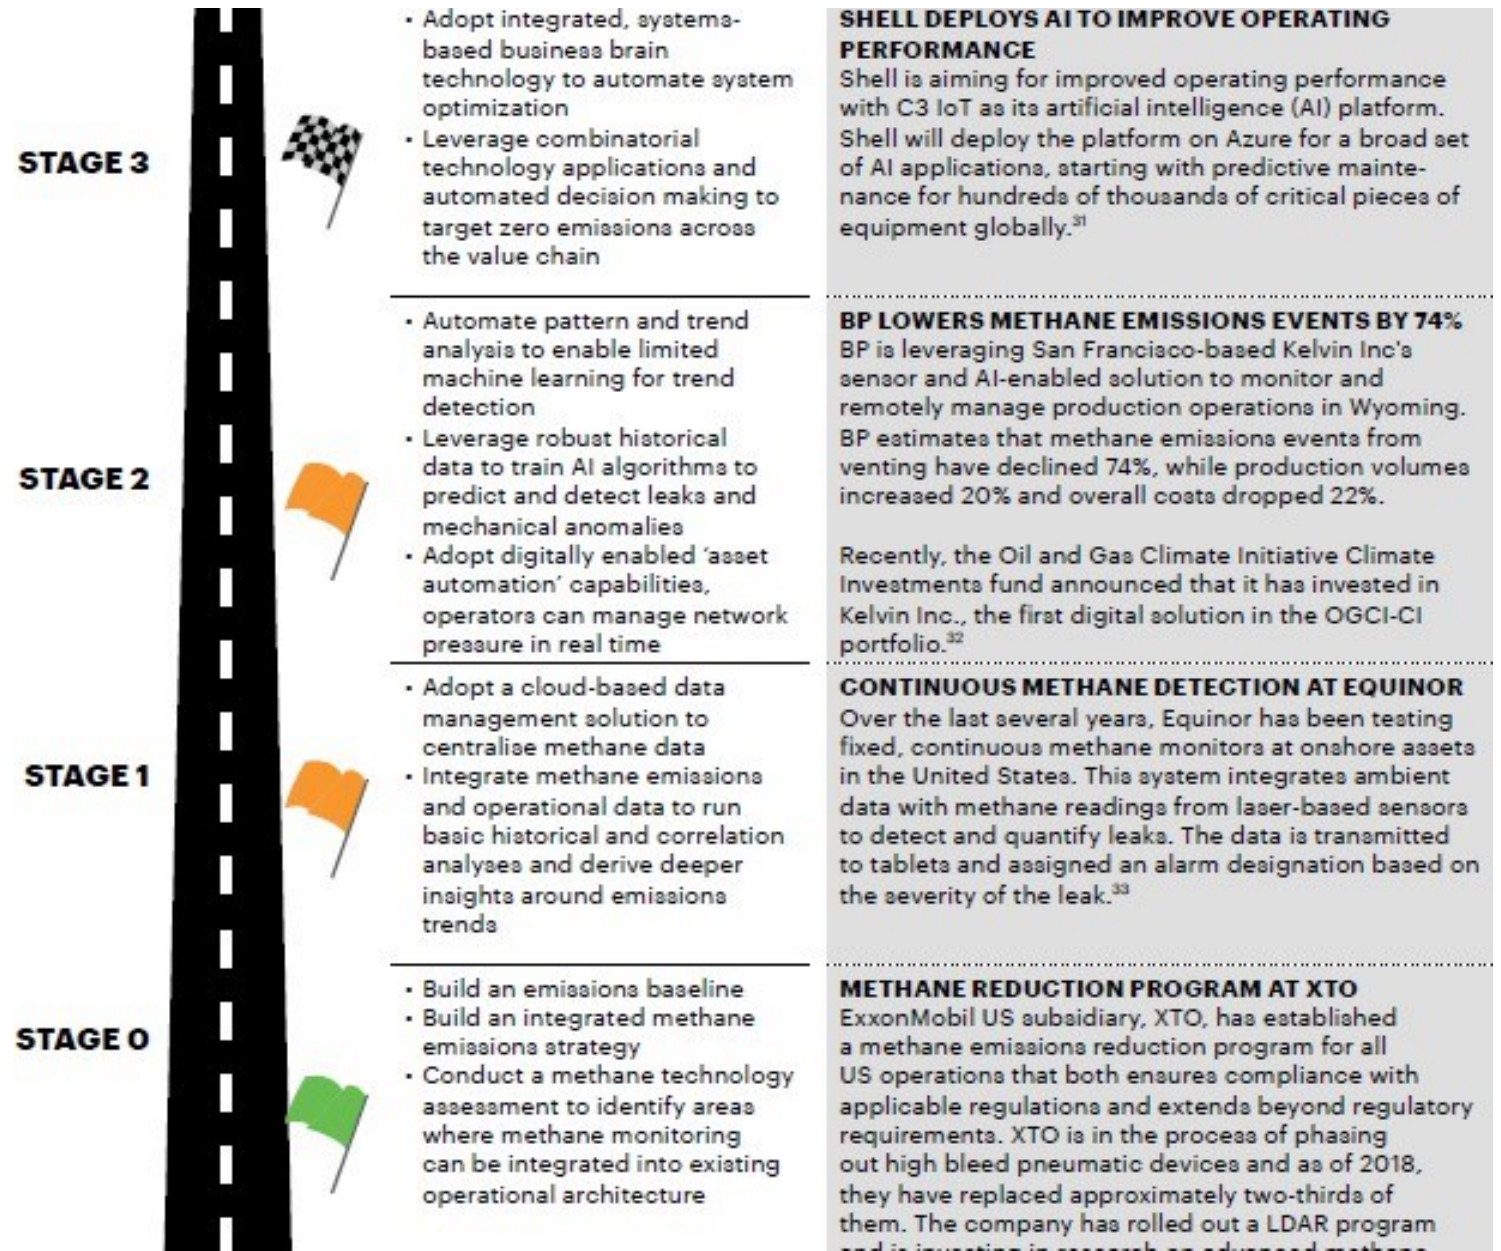 STAGE 3
• Adopt integrated, systems-
based business brain
technology to automate system
optimization
• Leverage combinatorial
technology applications and
automated decision making to
target zero emissions across
the value chain
SHELL DEPLOYS AI TO IMPROVE OPERATING
PERFORMANCE
Shell is aiming for improved operating performance
with C3 IoT as its artificial intelligence (AI) platform.
Shell will deploy the platform on Azure for a broad set
of AI applications, starting with predictive mainte-
nance for hundreds of thousands of critical pieces of
equipment globally.³¹
STAGE 2
• Automate pattern and trend
analysis to enable limited
machine learning for trend
detection
• Leverage robust historical
data to train AI algorithms to
predict and detect leaks and
mechanical anomalies
• Adopt digitally enabled ‘asset
automation’ capabilities,
operators can manage network
pressure in real time
BP LOWERS METHANE EMISSIONS EVENTS BY 74%
BP is leveraging San Francisco-based Kelvin Inc's
sensor and AI-enabled solution to monitor and
remotely manage production operations in Wyoming.
BP estimates that methane emissions events from
venting have declined 74%, while production volumes
increased 20% and overall costs dropped 22%.
Recently, the Oil and Gas Climate Initiative Climate
Investments fund announced that it has invested in
Kelvin Inc., the first digital solution in the OGCI-CI
portfolio.³²
STAGE 1
• Adopt a cloud-based data
management solution to
centralise methane data
• Integrate methane emissions
and operational data to run
basic historical and correlation
analyses and derive deeper
insights around emissions
trends
CONTINUOUS METHANE DETECTION AT EQUINOR
Over the last several years, Equinor has been testing
fixed, continuous methane monitors at onshore assets
in the United States. This system integrates ambient
data with methane readings from laser-based sensors
to detect and quantify leaks. The data is transmitted
to tablets and assigned an alarm designation based on
the severity of the leak.³³
STAGE 0
• Build an emissions baseline
• Build an integrated methane
emissions strategy
• Conduct a methane technology
assessment to identify areas
where methane monitoring
can be integrated into existing
operational architecture
METHANE REDUCTION PROGRAM AT XTO
ExxonMobil US subsidiary, XTO, has established
a methane emissions reduction program for all
US operations that both ensures compliance with
applicable regulations and extends beyond regulatory
requirements. XTO is in the process of phasing
out high bleed pneumatic devices and as of 2018,
they have replaced approximately two-thirds of
them. The company has rolled out a LDAR program